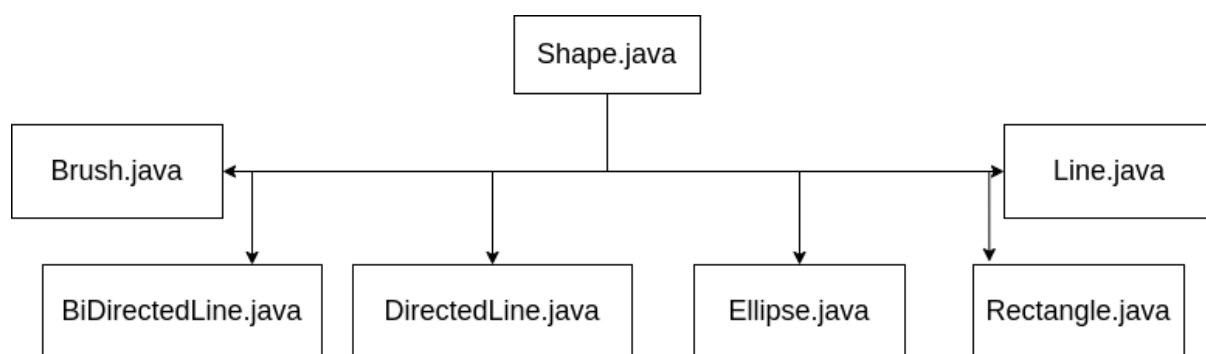 Shape.java
Brush.java
Line.java
BiDirectedLine.java
DirectedLine.java
Ellipse.java
Rectangle.java